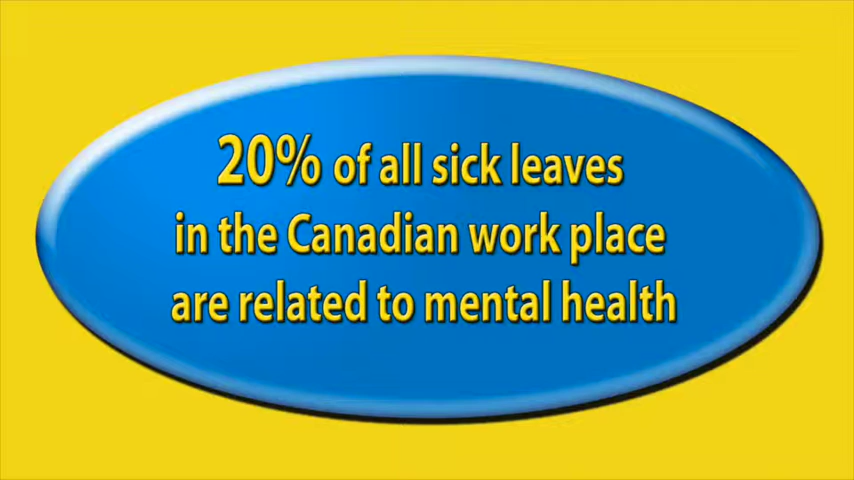 20% of all sick leaves
in the Canadian work place
are related to mental health